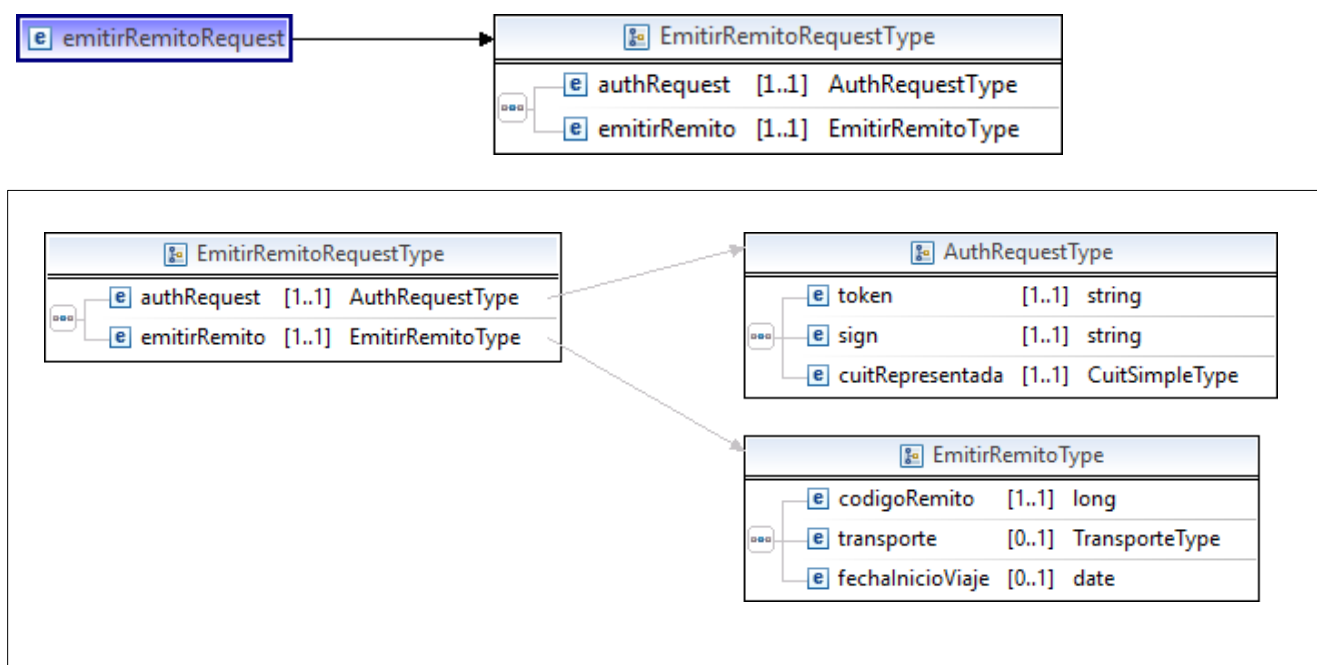 emitirRemitoRequest
EmitirRemitoRequestType
authRequest [1..1] AuthRequestType
emitirRemito [1..1] EmitirRemitoType
EmitirRemitoRequestType
authRequest [1..1] AuthRequestType
emitirRemito [1..1] EmitirRemitoType
AuthRequestType
token [1..1] string
sign [1..1] string
cuitRepresentada [1..1] CuitSimpleType
EmitirRemitoType
codigoRemito [1..1] long
transporte [0..1] TransporteType
fechaInicioViaje [0..1] date